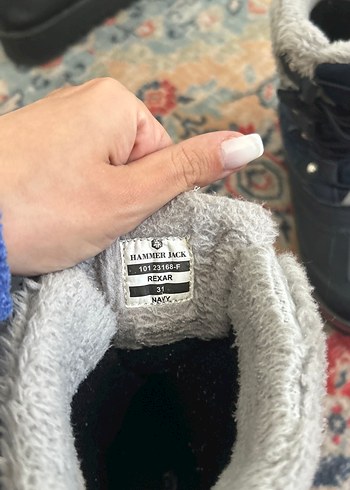 HAMMER JACK
101 23168-F
REXAR
31
NAVY